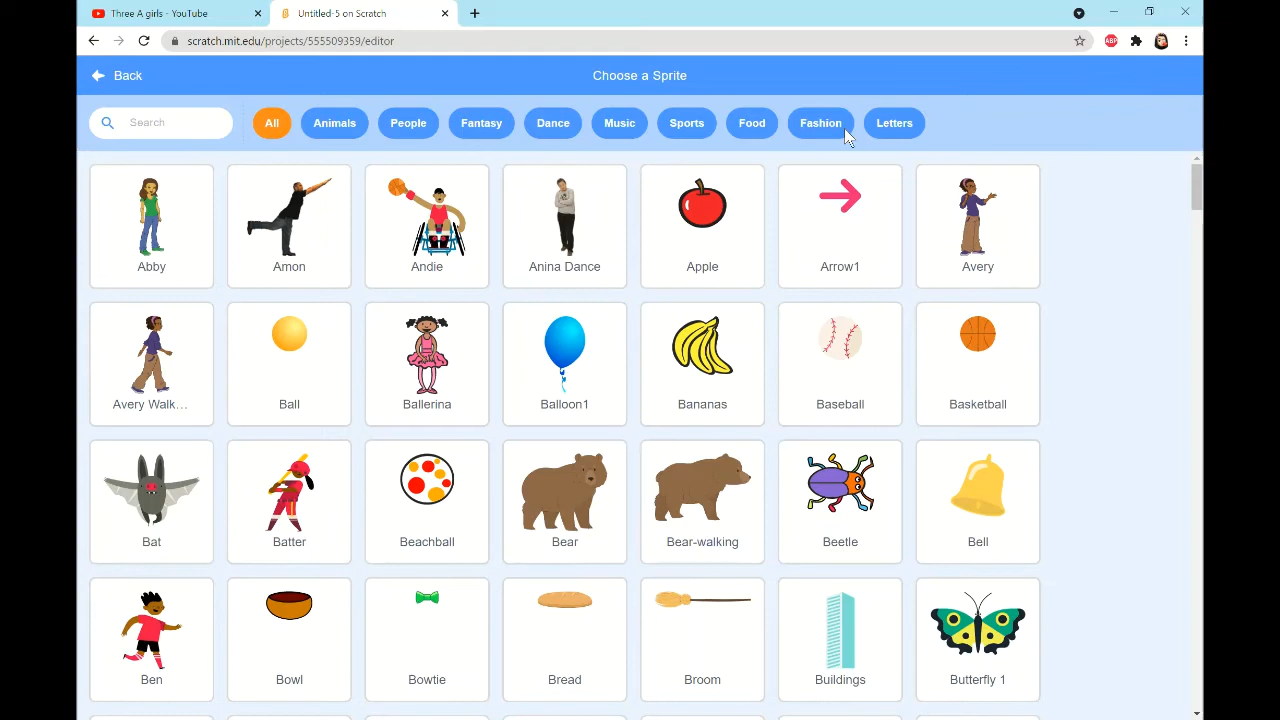 Three A girls - YouTube
Untitled-5 on Scratch
scratch.mit.edu/projects/555509359/editor
ABP
Back
Choose a Sprite
Search
All
Animals
People
Fantasy
Dance
Music
Sports
Food
Fashion
Letters
Abby
Amon
Andie
Anina Dance
Apple
Arrow1
Avery
Avery Walk...
Ball
Ballerina
Balloon1
Bananas
Baseball
Basketball
Bat
Batter
Beachball
Bear
Bear-walking
Beetle
Bell
Ben
Bowl
Bowtie
Bread
Broom
Buildings
Butterfly 1